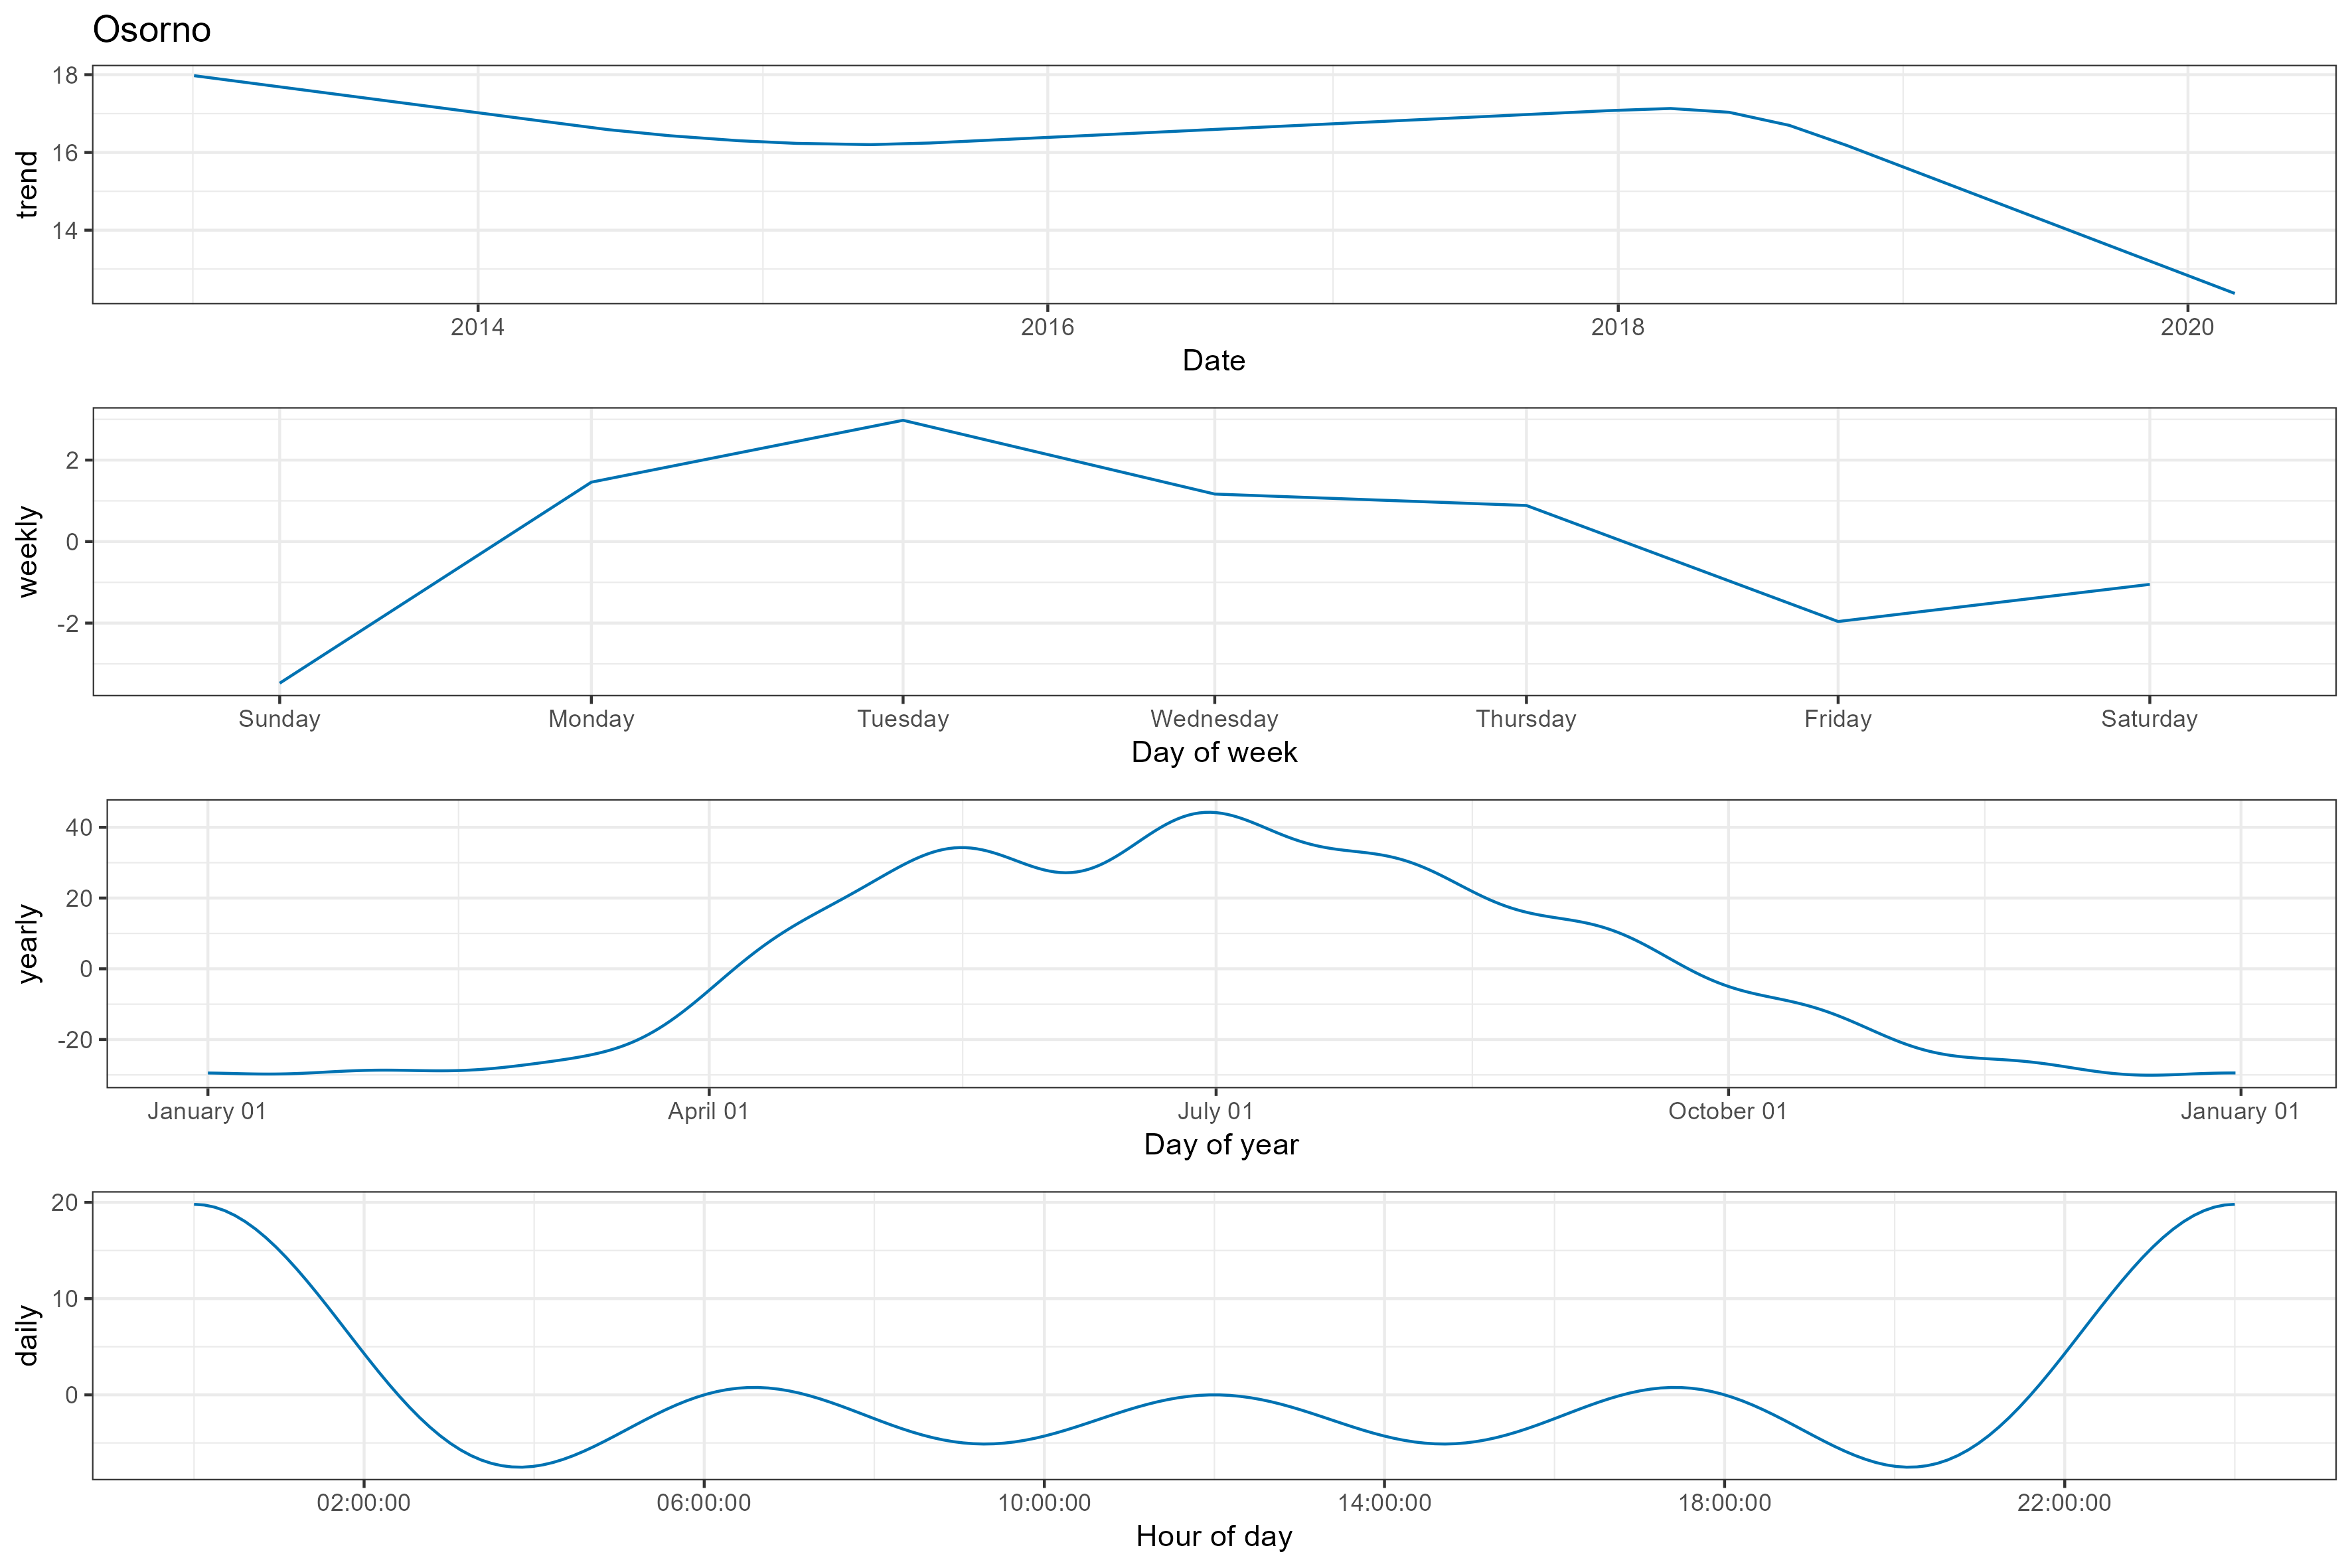 Osorno
trend
18
16
14
2014 2016 2018 2020
Date
weekly
2
0
-2
Sunday Monday Tuesday Wednesday Thursday Friday Saturday
Day of week
yearly
40
20
0
-20
January 01 April 01 July 01 October 01 January 01
Day of year
daily
20
10
0
02:00:00 06:00:00 10:00:00 14:00:00 18:00:00 22:00:00
Hour of day